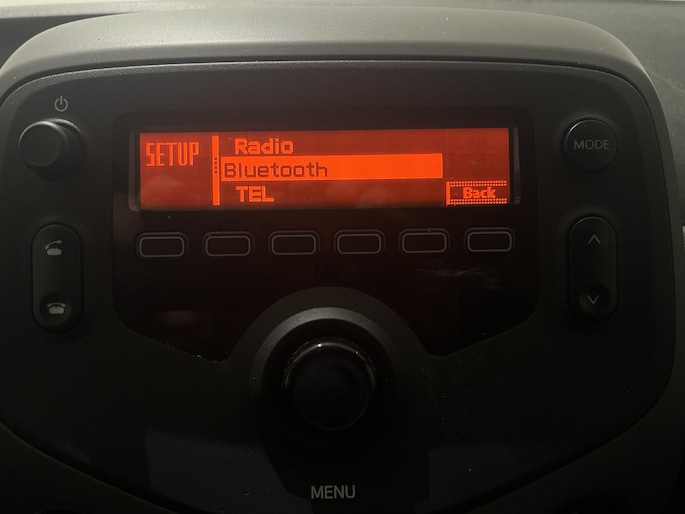 SETUP
Radio
Bluetooth
TEL
Back
MODE
MENU